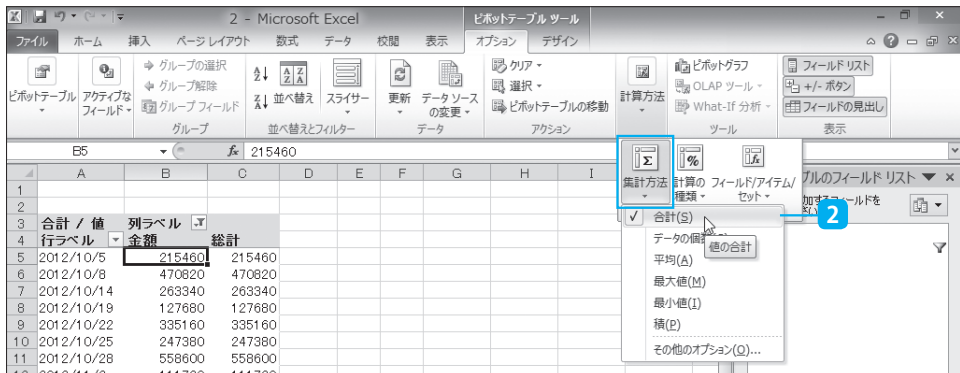 2 - Microsoft Excel
ピボットテーブル ツール
ファイル ホーム 挿入 ページ レイアウト 数式 データ 校閲 表示 オプション デザイン
ピボットテーブル
アクティブな
フィールド
グループの選択
グループ解除
グループ フィールド
グループ
並べ替え
スライサー
並べ替えとフィルター
更新
データ ソース
の変更
データ
クリア
選択
ピボットテーブルの移動
アクション
計算方法
ピボットグラフ
OLAP ツール
What-If 分析
ツール
フィールド リスト
+/- ボタン
フィールドの見出し
表示
B5
fx 215460
集計方法
計算の
種類
フィールド/アイテム/
セット
合計(S)
値の合計
平均(A)
最大値(M)
最小値(I)
積(P)
その他のオプション(O)...
2
ブルのフィールド リスト
A B C D E F G H I
1
2
3 合計 / 値 列ラベル
4 行ラベル 金額 総計
5 2012/10/5 215460 215460
6 2012/10/8 470820 470820
7 2012/10/14 263340 263340
8 2012/10/19 127680 127680
9 2012/10/22 335160 335160
10 2012/10/25 247380 247380
11 2012/10/28 558600 558600